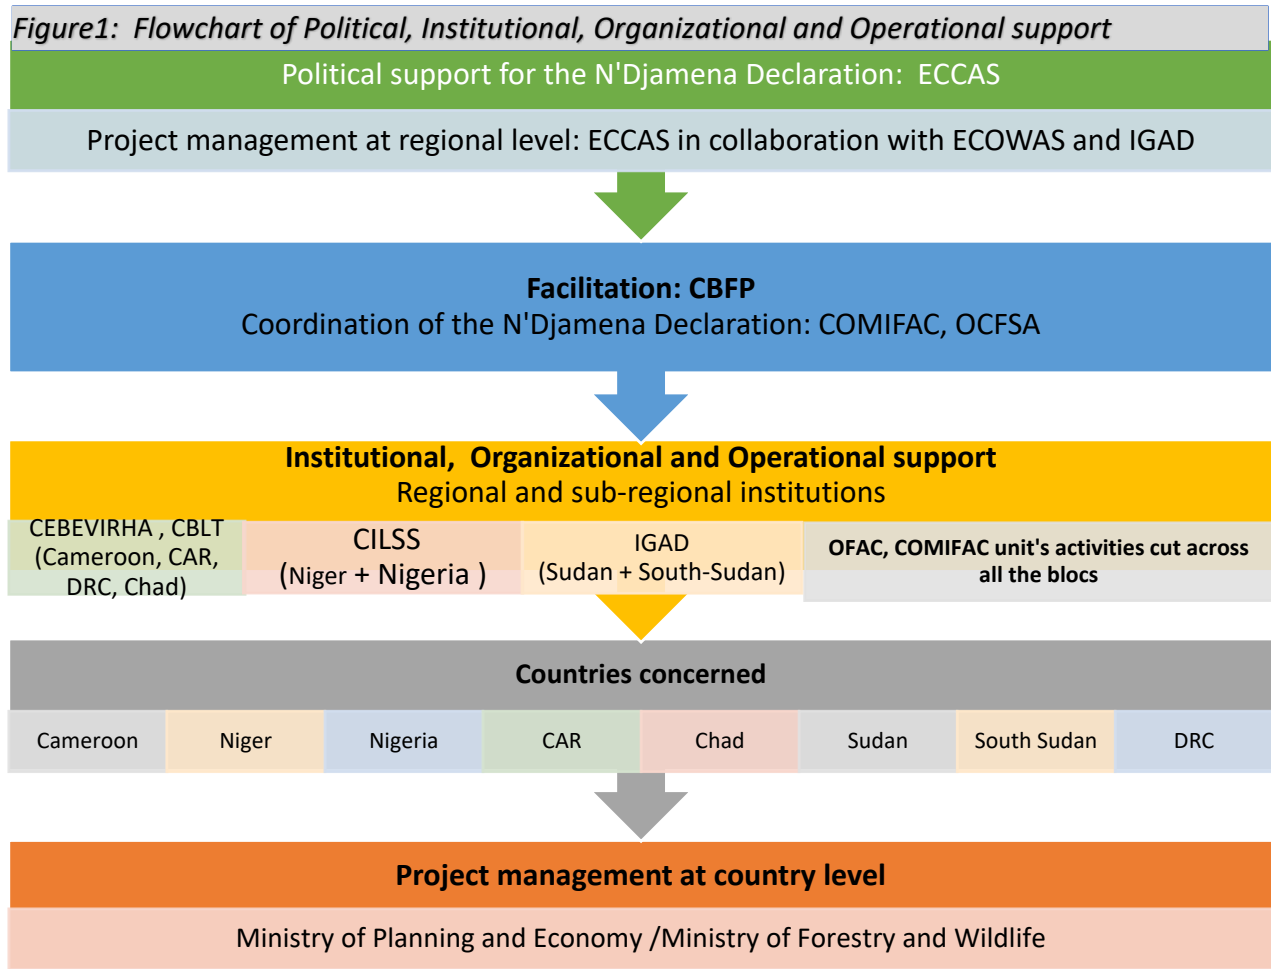 Figure1:  Flowchart of Political, Institutional, Organizational and Operational support
Political support for the N'Djamena Declaration:  ECCAS
Project management at regional level: ECCAS in collaboration with ECOWAS and IGAD
Facilitation: CBFP
Coordination of the N'Djamena Declaration: COMIFAC, OCFSA
Institutional,  Organizational and Operational support
Regional and sub-regional institutions
CEBEVIRHA , CBLT
(Cameroon, CAR,
DRC, Chad)
CILSS
(Niger + Nigeria )
IGAD
(Sudan + South-Sudan)
OFAC, COMIFAC unit's activities cut across
all the blocs
Countries concerned
Cameroon
Niger
Nigeria
CAR
Chad
Sudan
South Sudan
DRC
Project management at country level
Ministry of Planning and Economy /Ministry of Forestry and Wildlife